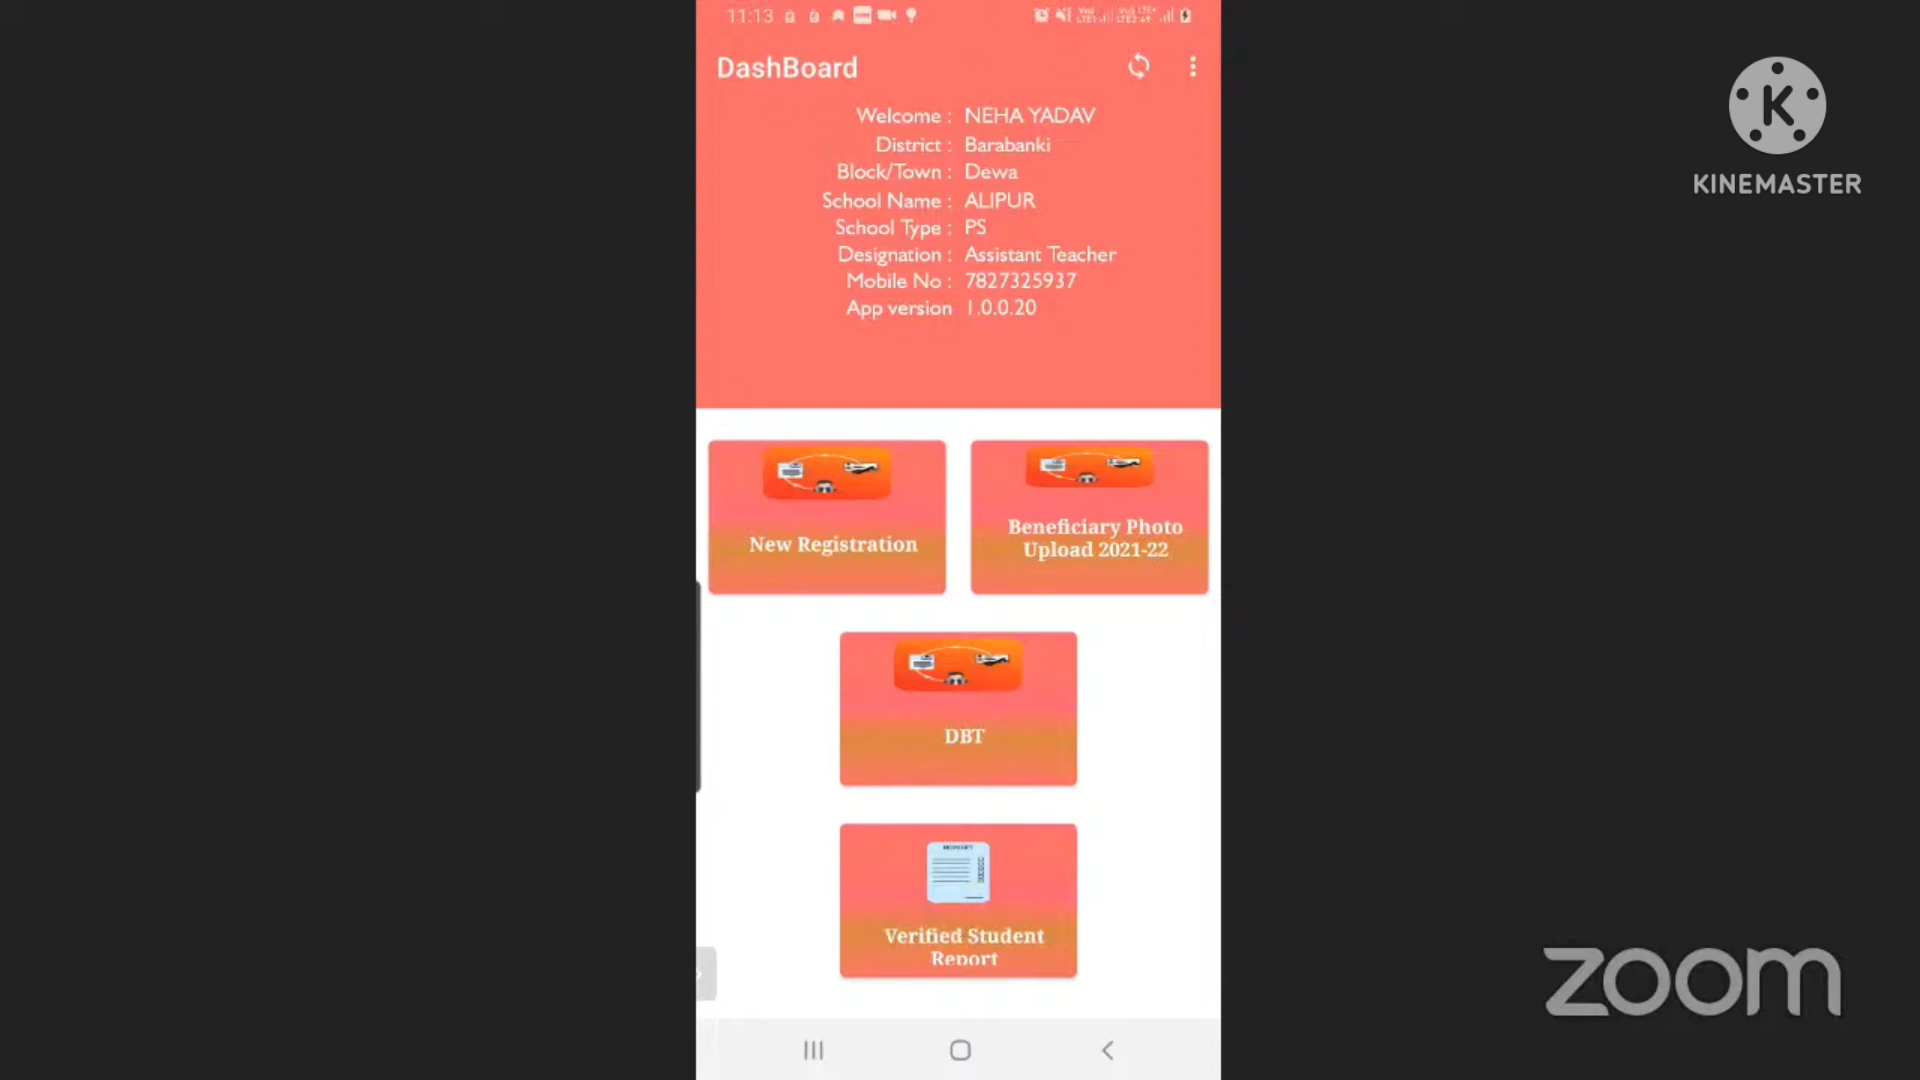 11:13
DashBoard
Welcome : NEHA YADAV
District : Barabanki
Block/Town : Dewa
School Name : ALIPUR
School Type : PS
Designation : Assistant Teacher
Mobile No : 7827325937
App version 1.0.0.20
New Registration
Beneficiary Photo
Upload 2021-22
DBT
REPORT
Verified Student
Report
K
KINEMASTER
zoom